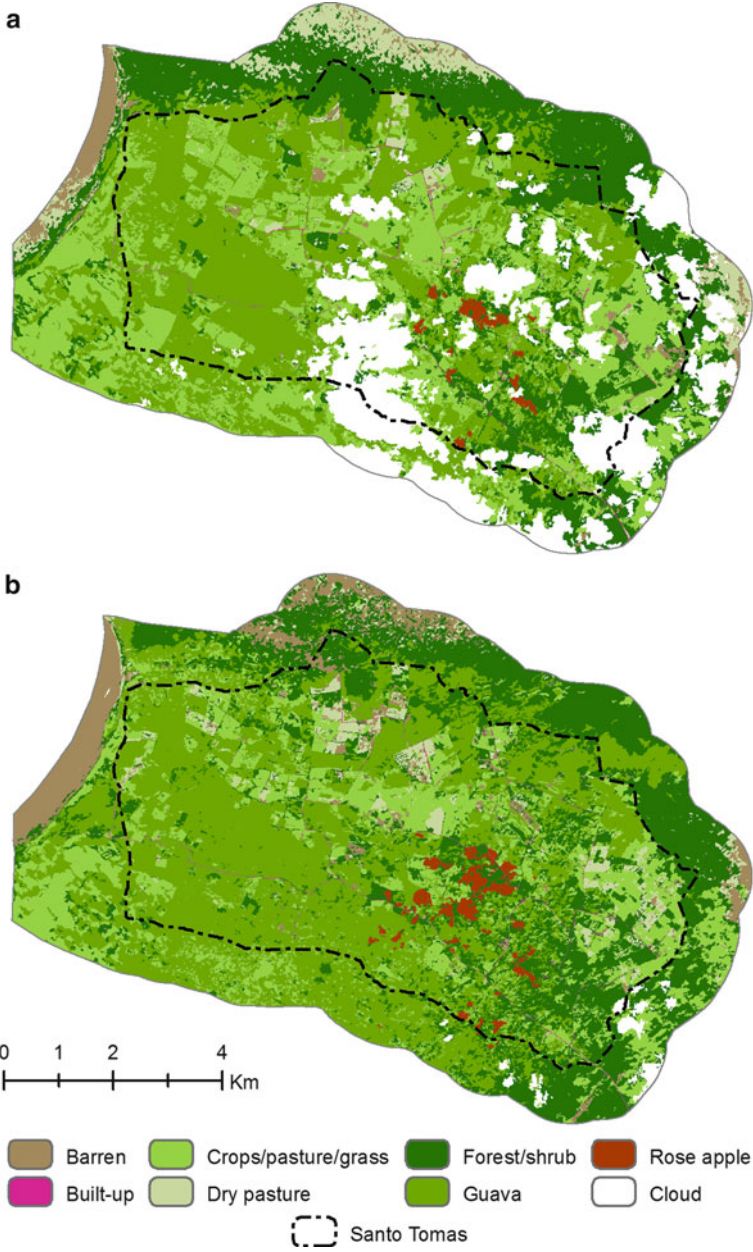 a
b
0 1 2 4
Km
Barren
Crops/pasture/grass
Forest/shrub
Rose apple
Built-up
Dry pasture
Guava
Cloud
Santo Tomas